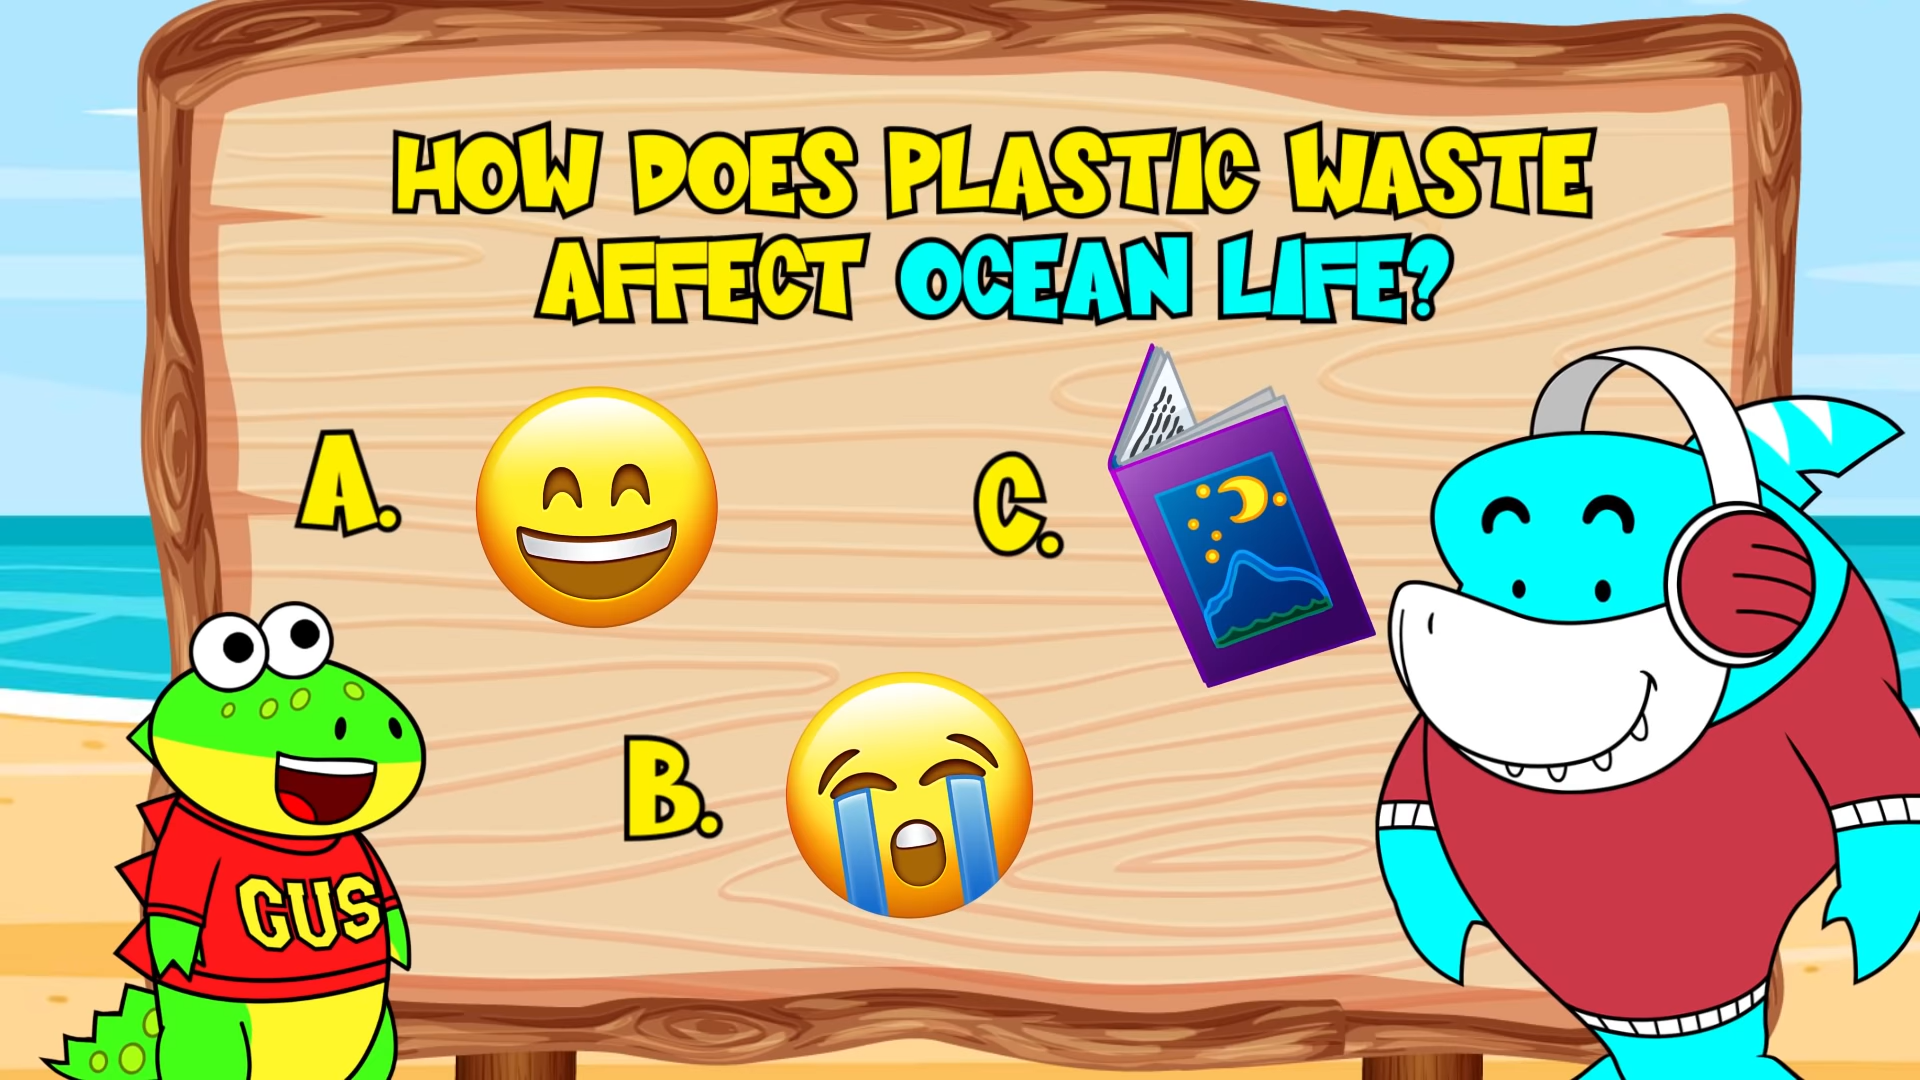 HOW DOES PLASTIC WASTE
AFFECT OCEAN LIFE?
A.
C.
B.
GUS